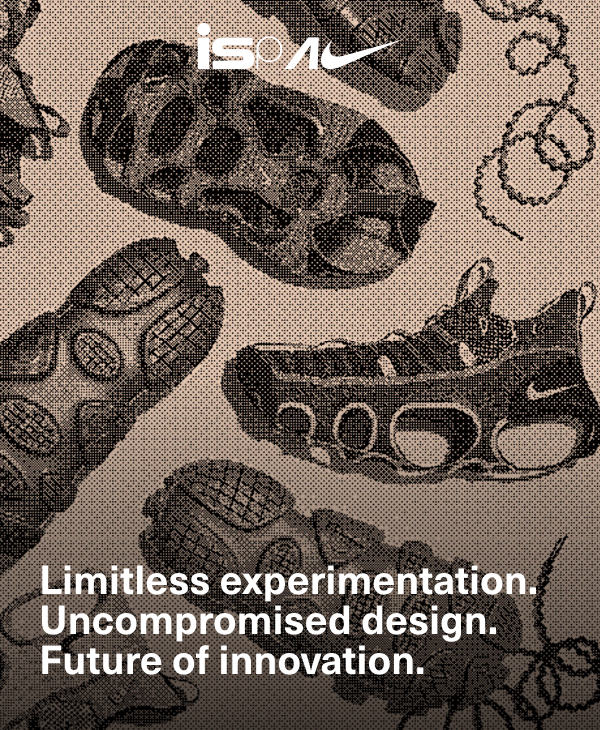 ISPA
Limitless experimentation.
Uncompromised design.
Future of innovation.